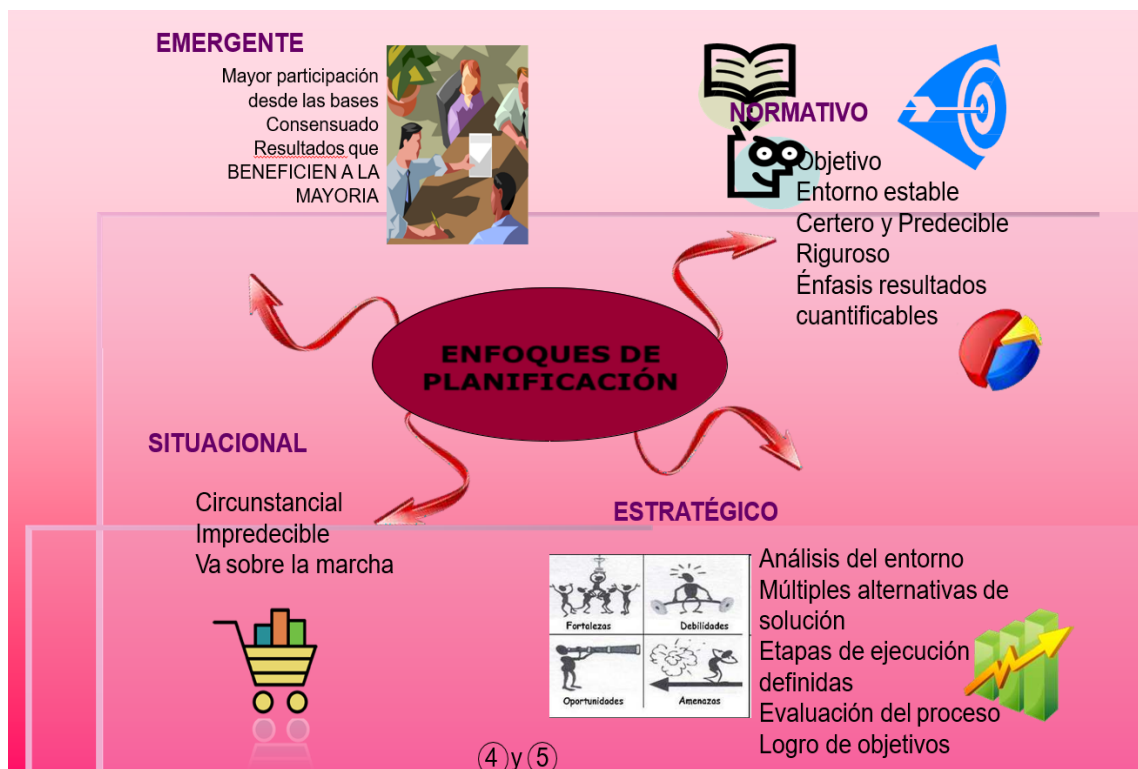 EMERGENTE
Mayor participación
desde las bases
Consensuado
Resultados que
BENEFICIEN A LA
MAYORIA
NORMATIVO
Objetivo
Entorno estable
Certero y Predecible
Riguroso
Énfasis resultados
cuantificables
ENFOQUES DE
PLANIFICACIÓN
SITUACIONAL
Circunstancial
Impredecible
Va sobre la marcha
ESTRATÉGICO
Fortalezas
Debilidades
Oportunidades
Amenazas
Análisis del entorno
Múltiples alternativas de
solución
Etapas de ejecución
definidas
Evaluación del proceso
Logro de objetivos
④y⑤